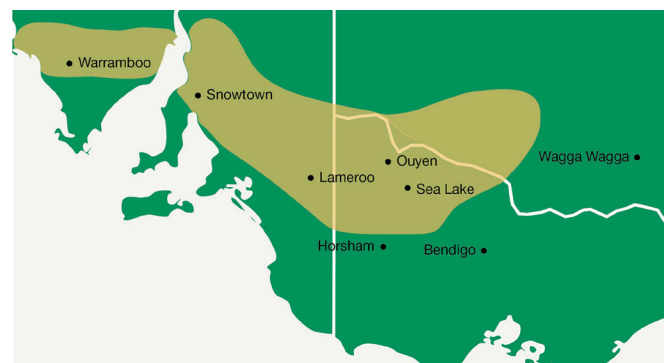 Warramboo
Snowtown
Ouyen
Wagga Wagga
Lameroo
Sea Lake
Horsham
Bendigo